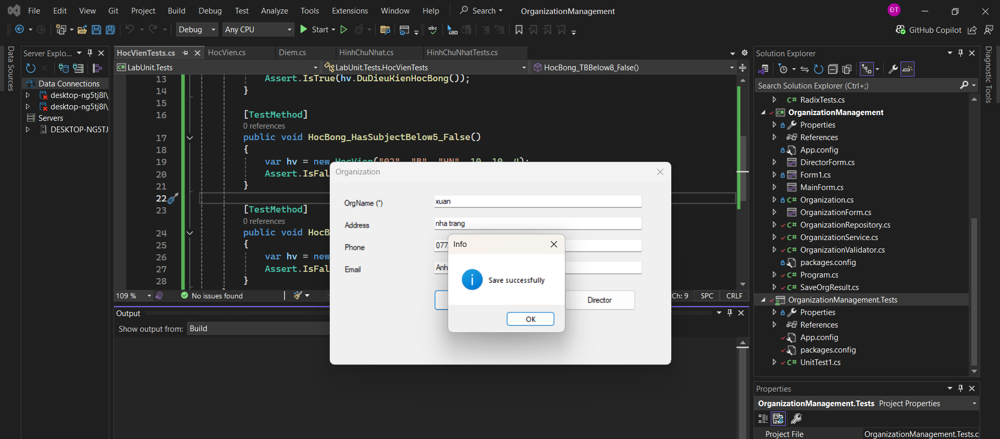 File Edit View Git Project Build Debug Test Analyze Tools Extensions Window Help Search OrganizationManagement ĐT
Debug Any CPU Start GitHub Copilot
Data Sources
Server Explo...
Data Connections
desktop-ng5tj8l\
desktop-ng5tj8l\
Servers
DESKTOP-NG5TJ
HocVienTests.cs HocVien.cs Diem.cs HinhChuNhat.cs HinhChuNhatTests.cs
LabUnit.Tests LabUnit.Tests.HocVienTests HocBong_TBBelow8_False()
13 Assert.IsTrue(hv.DuDieuKienHocBong());
14 }
15
16 [TestMethod]
0 references
17 public void HocBong_HasSubjectBelow5_False()
18 {
19 var hv = new HocVien("02", "B", "HN", 10, 10, 4);
20 Assert.IsFal
21 }
22
23 [TestMethod]
0 references
24 public void HocB
25 {
26 var hv = new
27 Assert.IsFal
28 }
109 % No issues found Ch: 9 SPC CRLF
Output
Show output from: Build
Organization
OrgName (*) xuan
Address nha trang
Phone 077
Email Anh
Director
Info
Save successfully
OK
Solution Explorer
Search Solution Explorer (Ctrl+;)
C# RadixTests.cs
C# OrganizationManagement
Properties
References
App.config
DirectorForm.cs
Form1.cs
MainForm.cs
C# Organization.cs
OrganizationForm.cs
C# OrganizationRepository.cs
C# OrganizationService.cs
C# OrganizationValidator.cs
packages.config
C# Program.cs
C# SaveOrgResult.cs
OrganizationManagement.Tests
Properties
References
App.config
packages.config
C# UnitTest1.cs
Properties
OrganizationManagement.Tests Project Properties
Project File OrganizationManagement.Tests.c
Diagnostic Tools